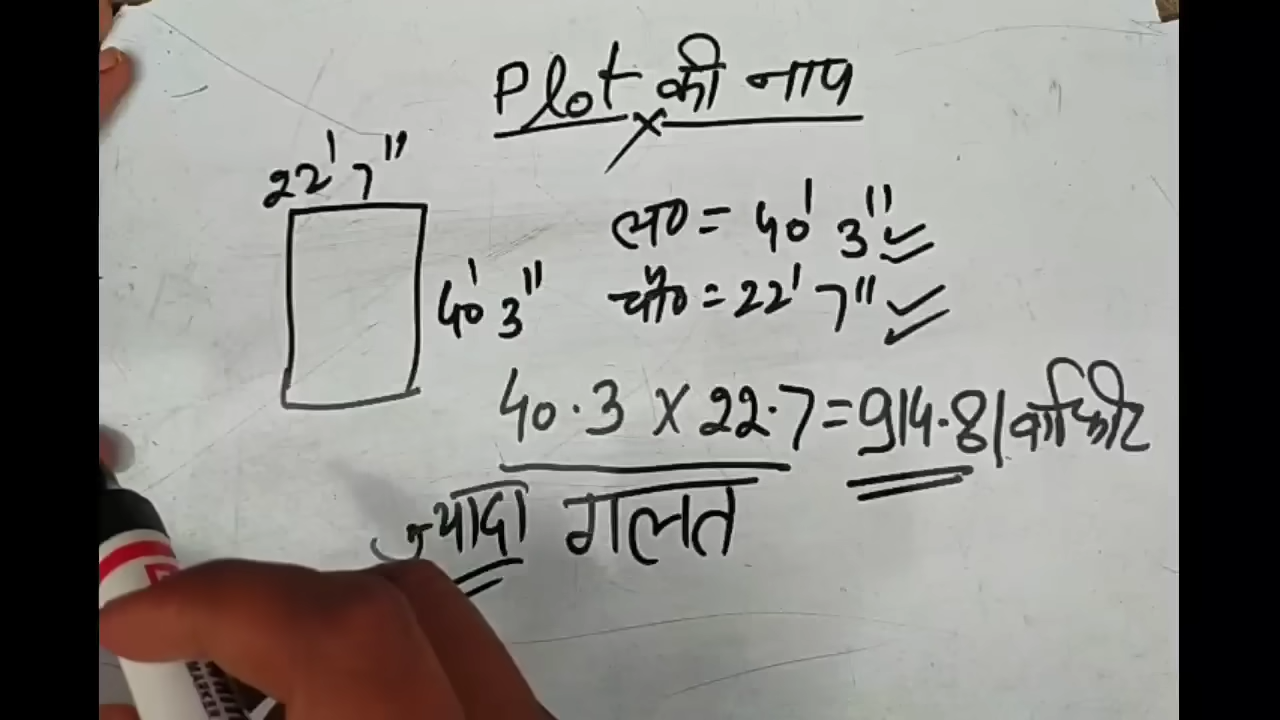 Plot की नाप
22' 7"
40' 3"
ल० = 40' 3"
चौ० = 22' 7"
40.3 x 22.7 = 914.81 वर्गफीट
ज्यादा गलत